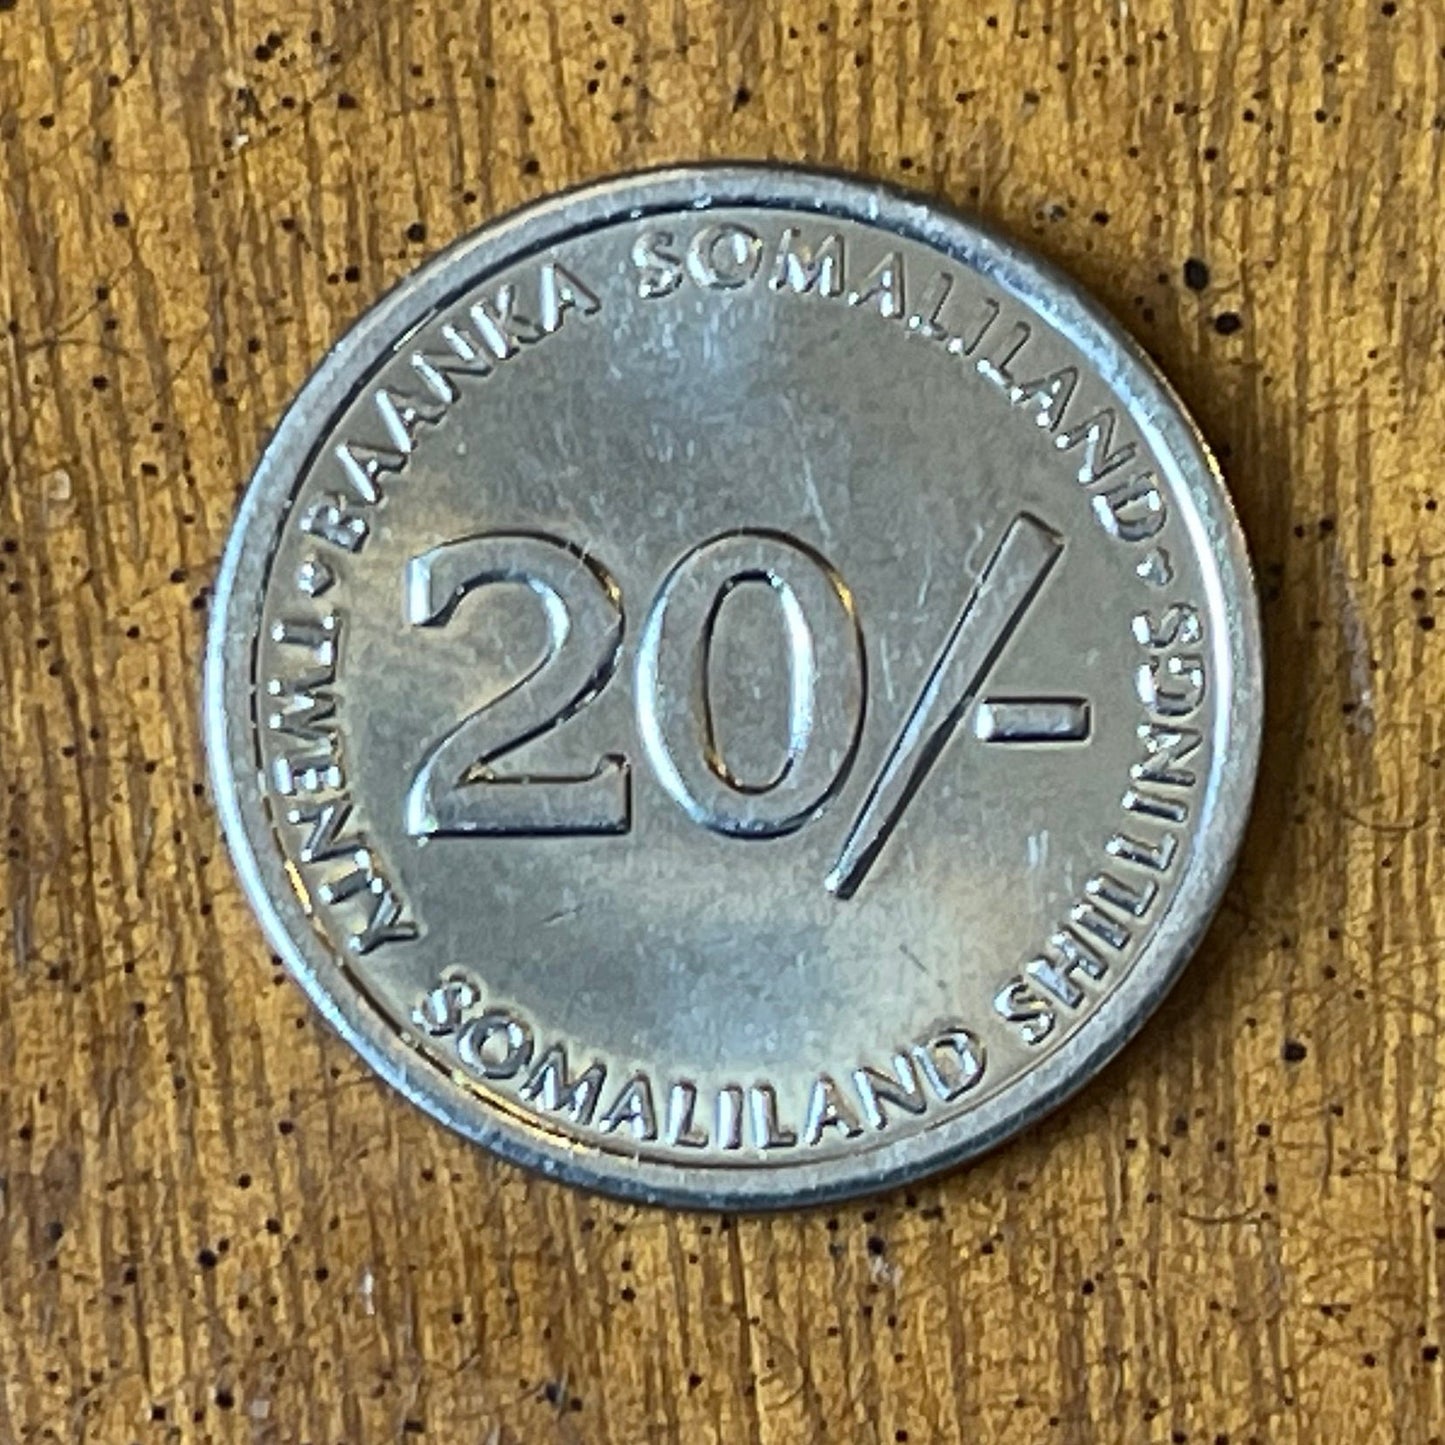 BAANKA SOMALILAND
20/-
TWENTY SOMALILAND SHILLINGS